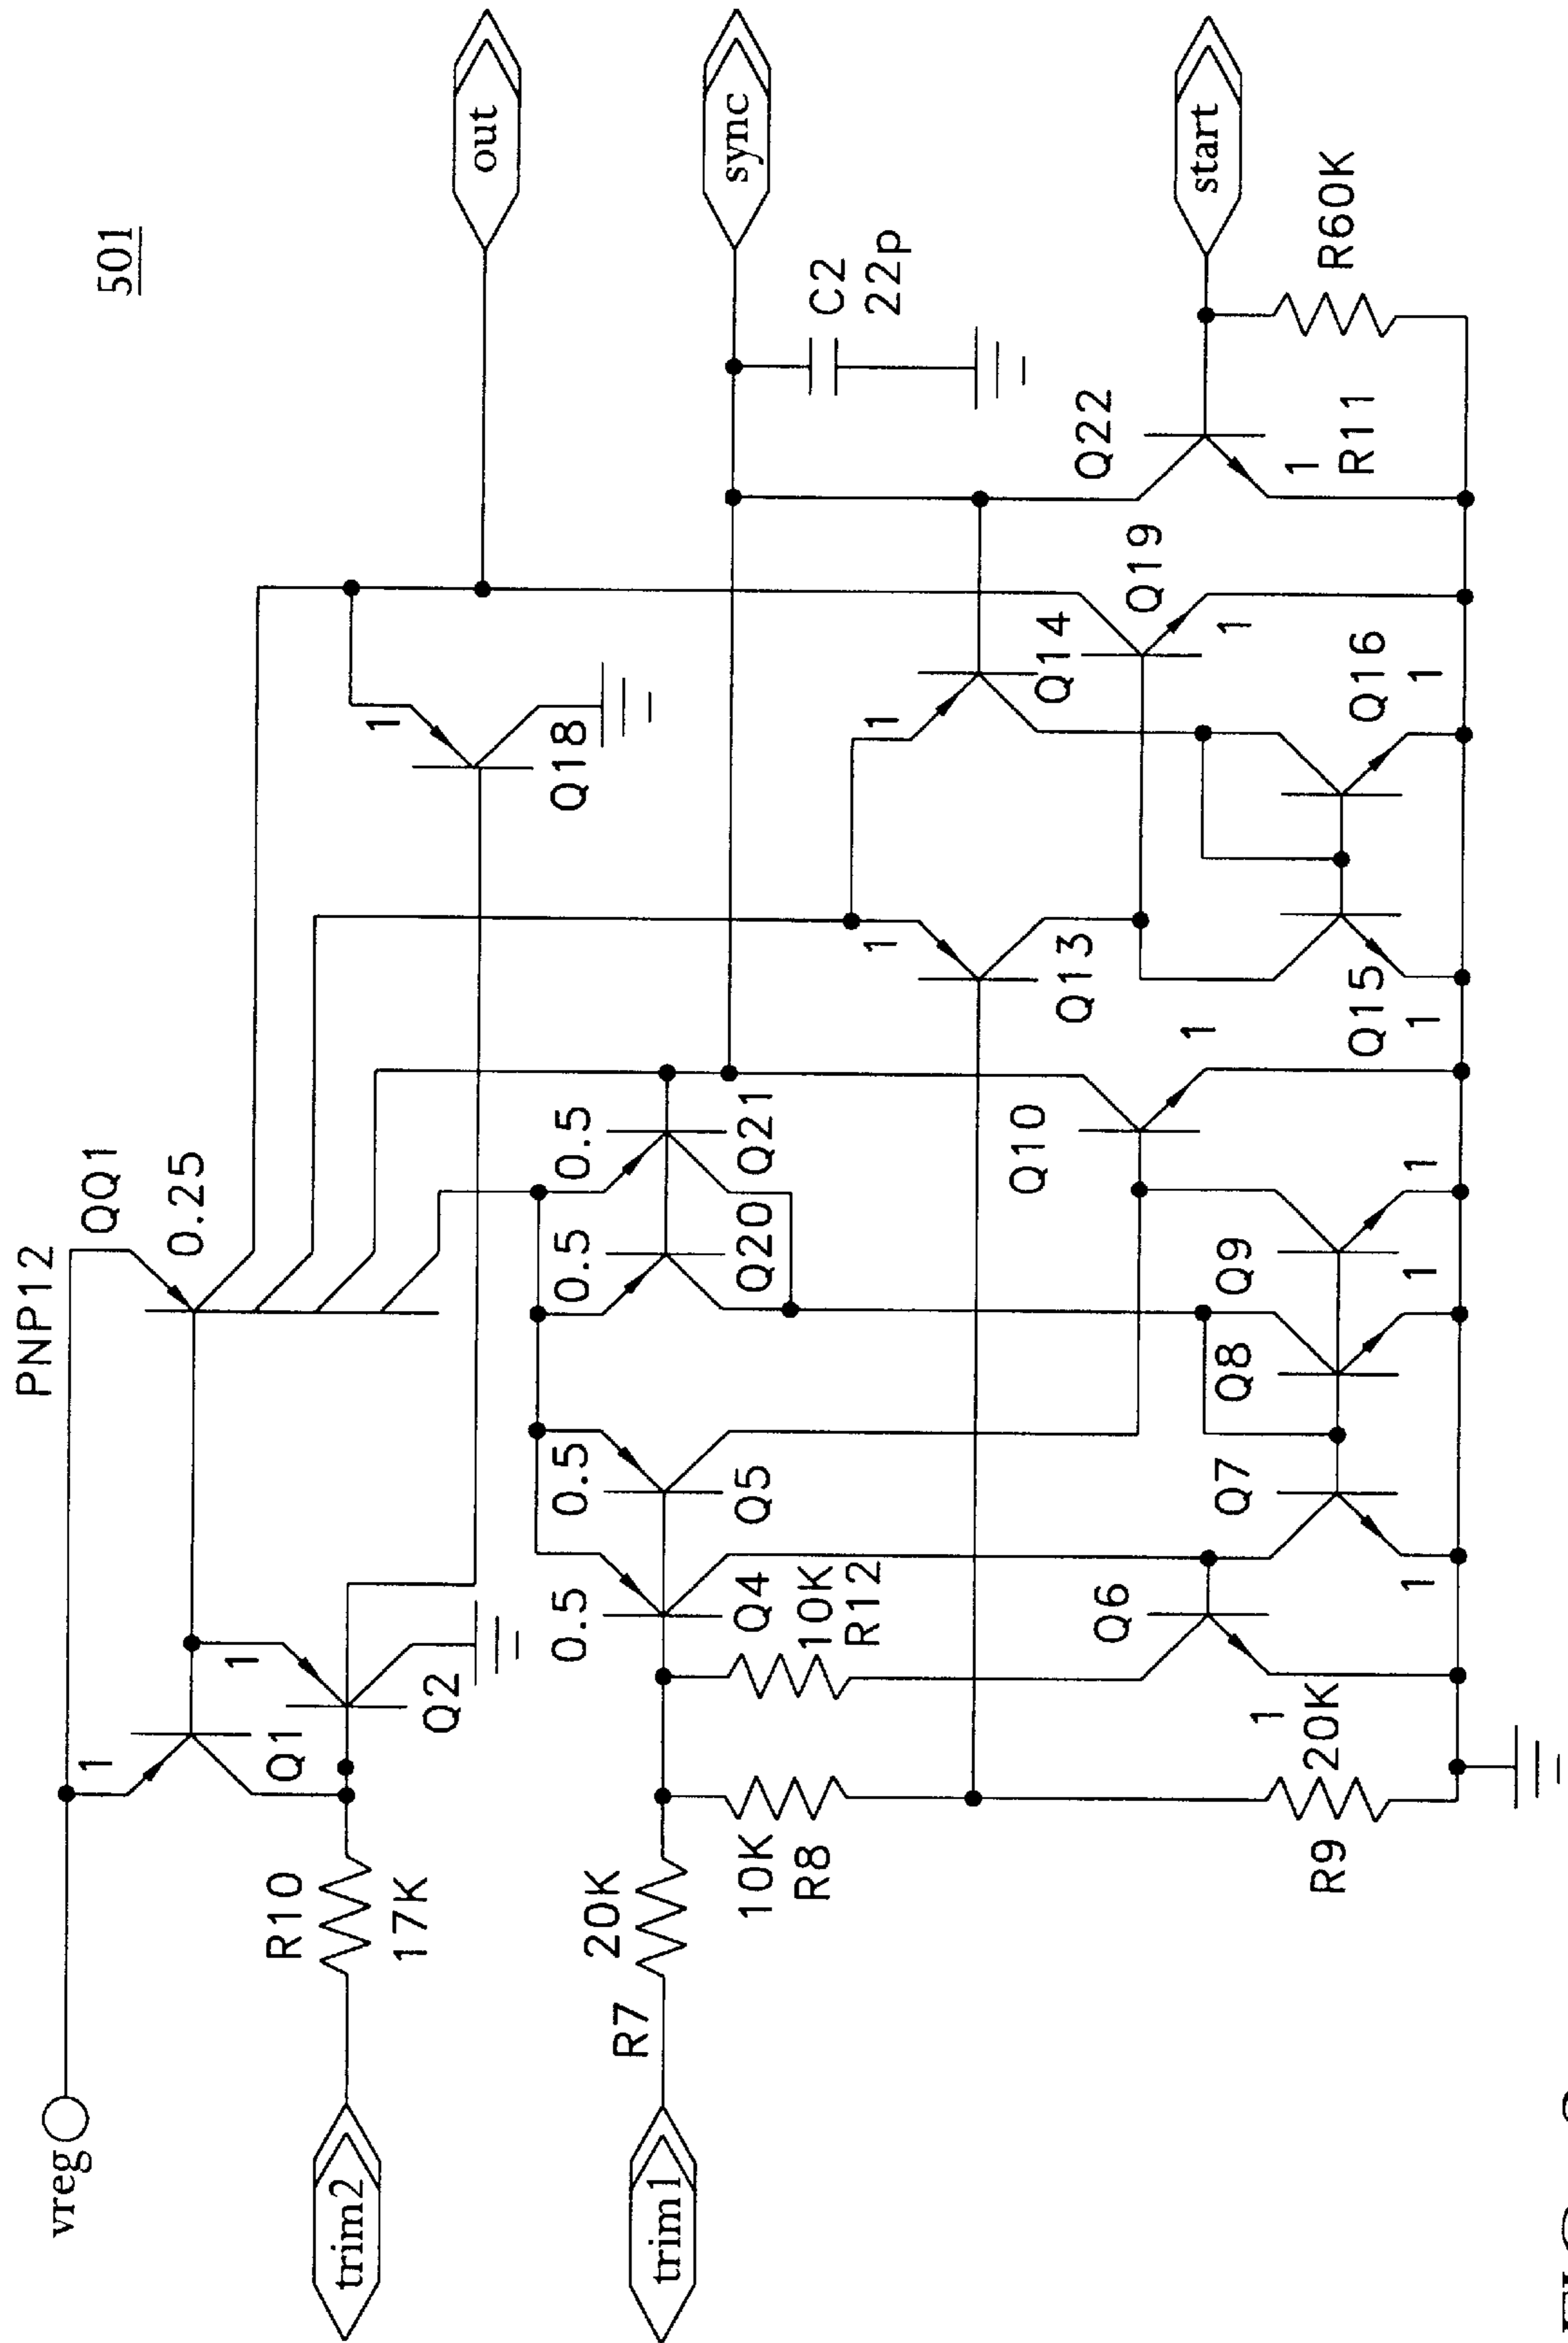 501
PNP12
QQ1
0.25
vreg
1
Q1
1
Q2
R10
17K
trim2
out
1
Q18
sync
C2
22p
0.5
0.5
0.5
0.5
Q4
Q5
Q20
Q21
R7
20K
trim1
10K
R8
10K
R12
1
Q13
1
Q14
Q10
1
Q19
1
Q22
1
R11
start
R60K
Q6
1
Q7
1
Q8
1
Q9
1
Q15
1
Q16
1
R9
20K